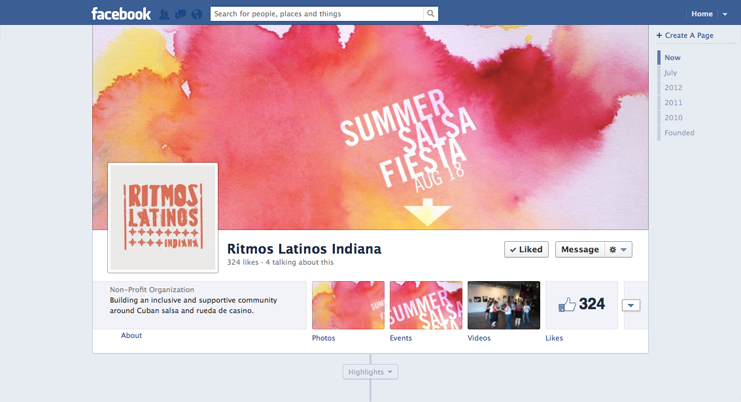 facebook
Search for people, places and things
Home
+ Create A Page
Now
July
2012
2011
2010
Founded
SUMMER
SALSA
FIESTA
AUG 18
RITMOS
LATINOS
INDIANA
Ritmos Latinos Indiana
324 likes · 4 talking about this
✓ Liked
Message
Non-Profit Organization
Building an inclusive and supportive community
around Cuban salsa and rueda de casino.
About
SUMMER
SALSA
FIESTA
324
Photos
Events
Videos
Likes
Highlights